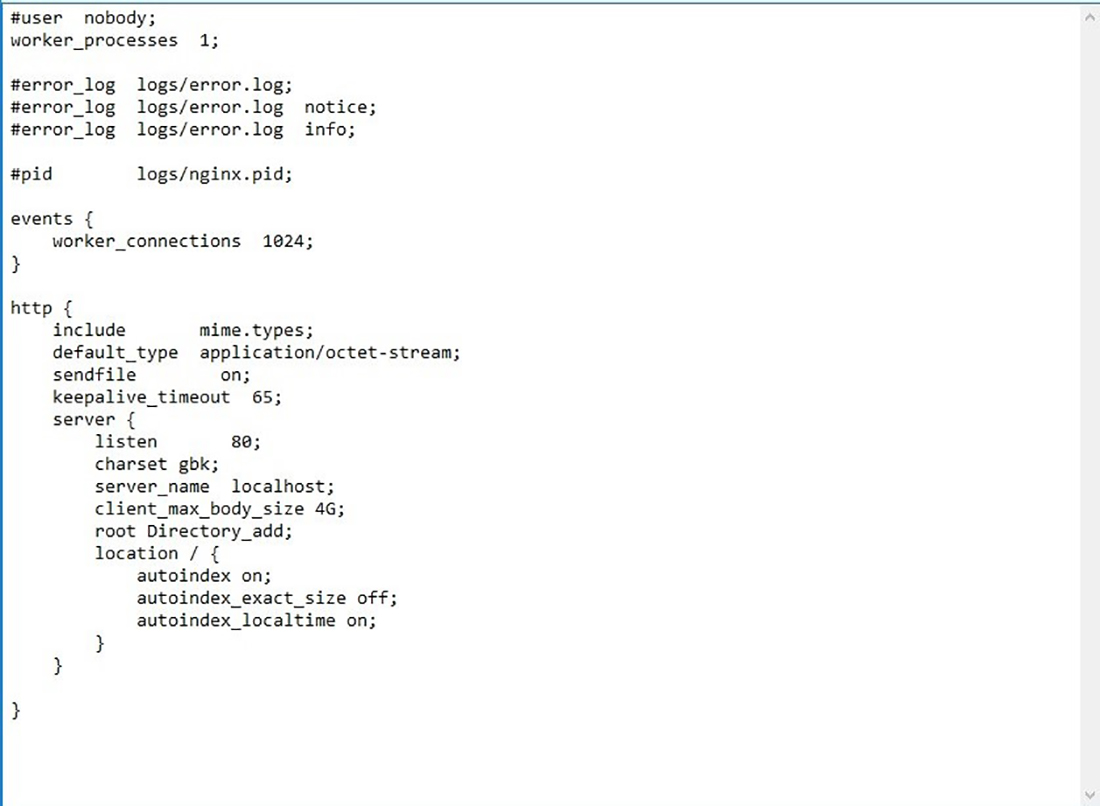 #user  nobody;
worker_processes  1;

#error_log  logs/error.log;
#error_log  logs/error.log  notice;
#error_log  logs/error.log  info;

#pid        logs/nginx.pid;

events {
    worker_connections  1024;
}

http {
    include       mime.types;
    default_type  application/octet-stream;
    sendfile        on;
    keepalive_timeout  65;
    server {
        listen       80;
        charset gbk;
        server_name  localhost;
        client_max_body_size 4G;
        root Directory_add;
        location / {
            autoindex on;
            autoindex_exact_size off;
            autoindex_localtime on;
        }
    }

}